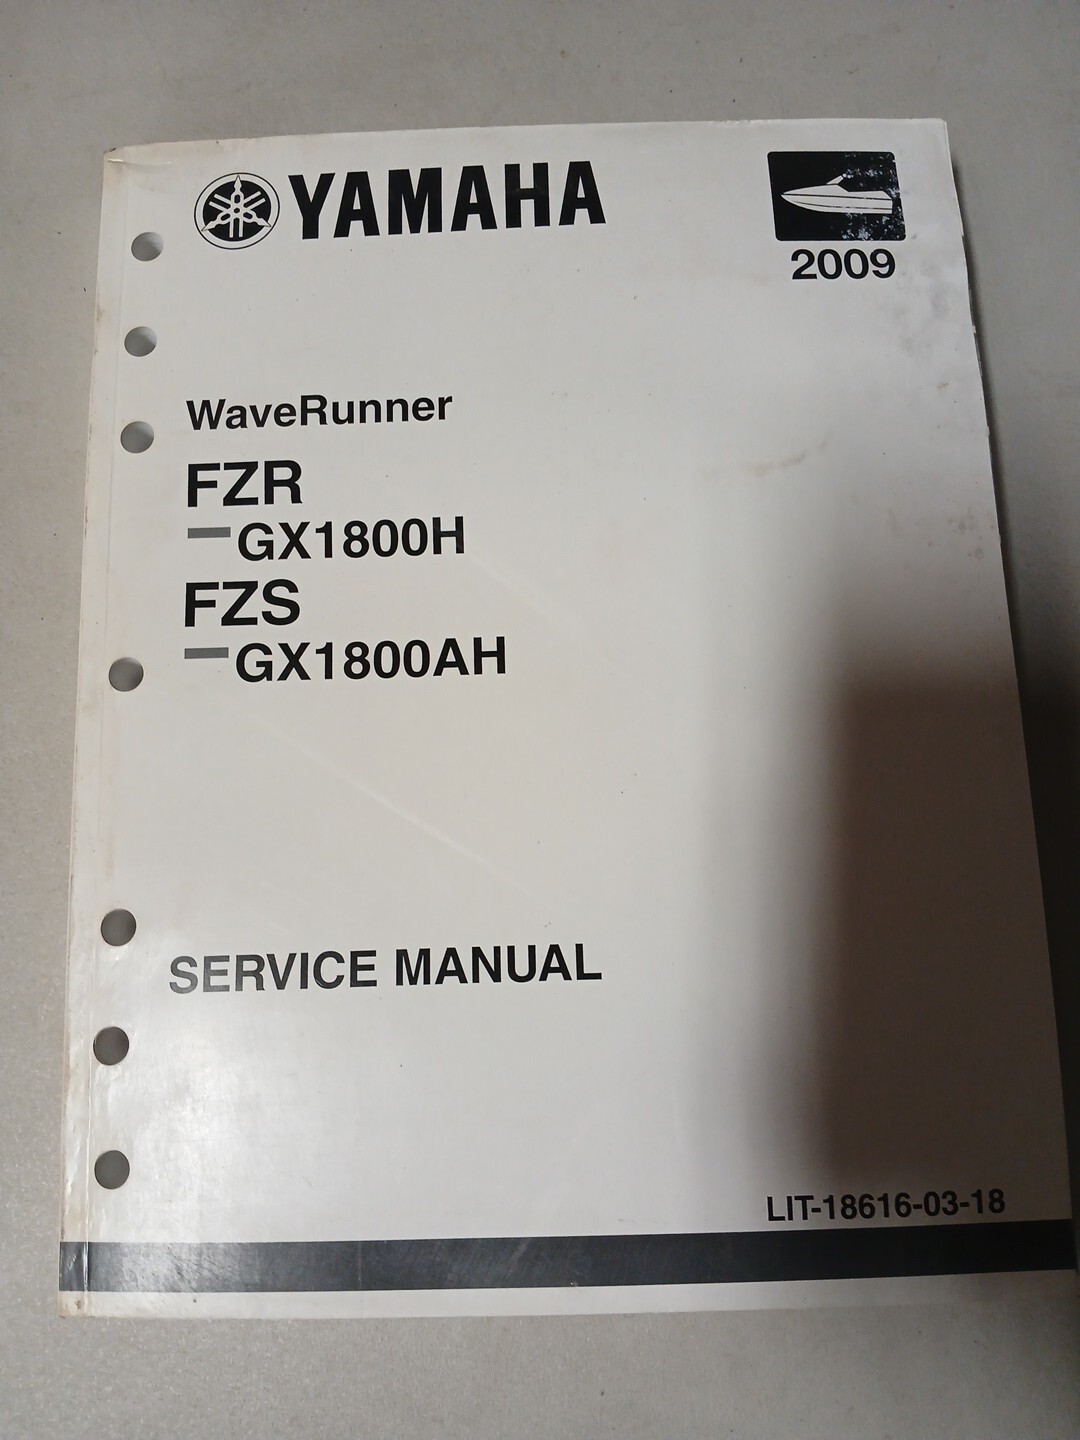 YAMAHA
2009
WaveRunner
FZR
GX1800H
FZS
GX1800AH
SERVICE MANUAL
LIT-18616-03-18